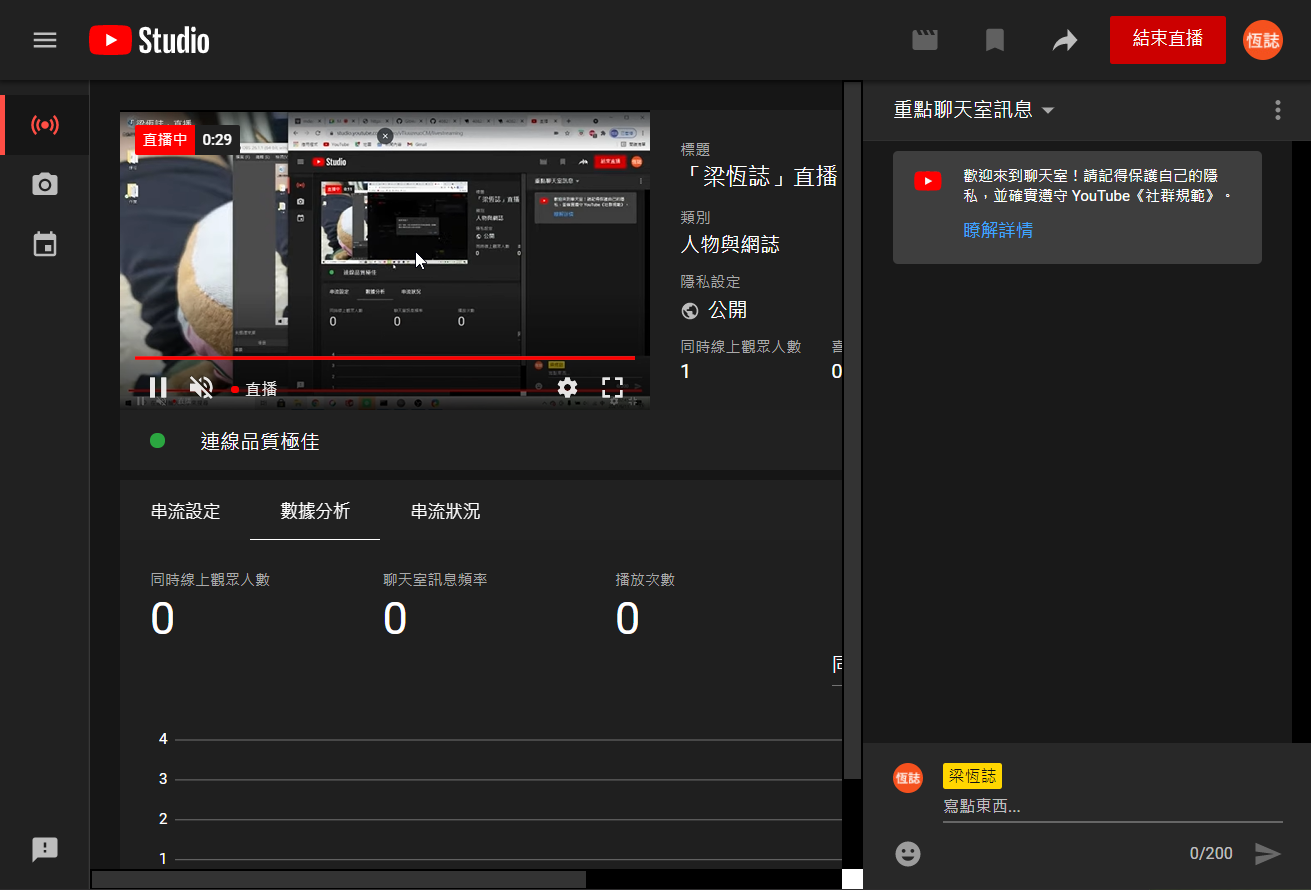 Studio
結束直播
恆誌
直播中 0:29
直播
標題
「梁恆誌」直播
類別
人物與網誌
隱私設定
公開
同時線上觀眾人數 喜
1 0
連線品質極佳
串流設定 數據分析 串流狀況
同時線上觀眾人數 聊天室訊息頻率 播放次數
0 0 0
同
4
3
2
1
重點聊天室訊息
歡迎來到聊天室！請記得保護自己的隱
私，並確實遵守 YouTube《社群規範》。
瞭解詳情
恆誌 梁恆誌
寫點東西...
0/200